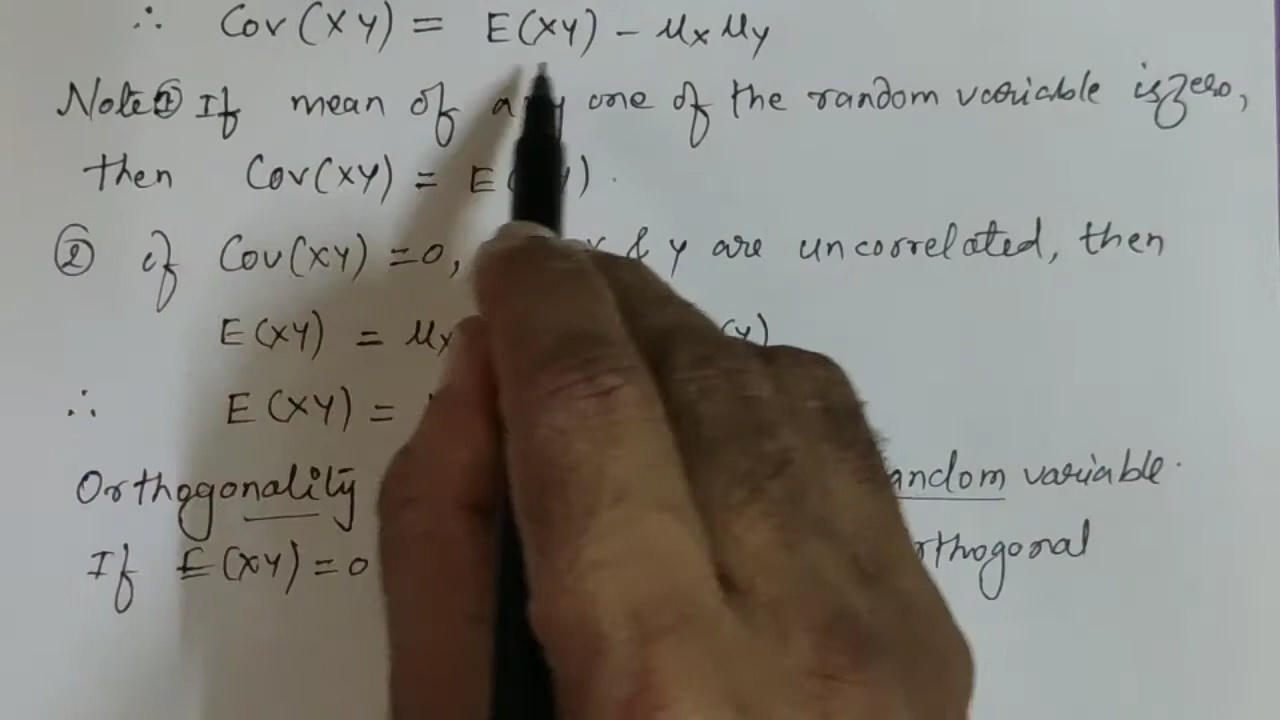 ∴ Cov(XY) = E(XY) - μx μy
Note① If mean of any one of the random variable is zero,
then Cov(XY) = E( )
② if Cov(XY) = 0, & y are uncorrelated, then
E(XY) = μx (y)
∴ E(XY) =
Orthogonality random variable.
If E(XY) = 0 orthogonal